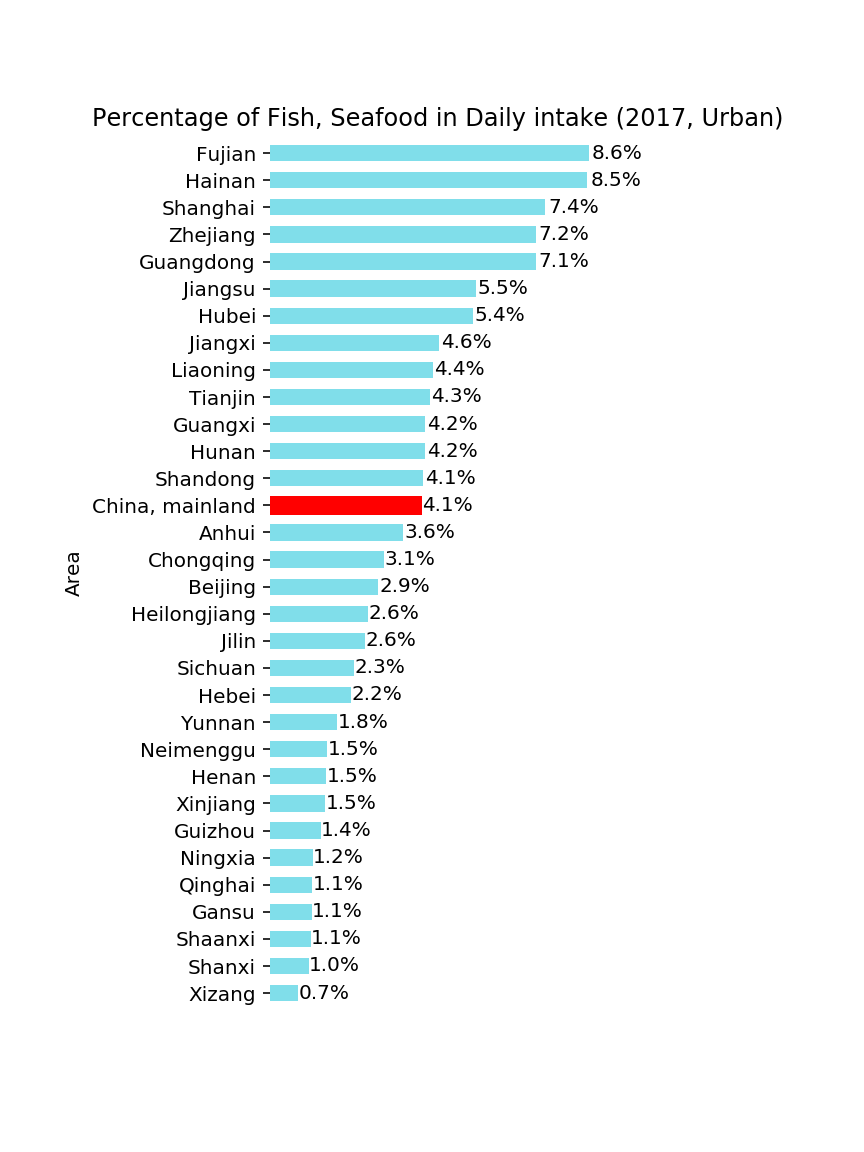 Percentage of Fish, Seafood in Daily intake (2017, Urban)
Fujian 8.6%
Hainan 8.5%
Shanghai 7.4%
Zhejiang 7.2%
Guangdong 7.1%
Jiangsu 5.5%
Hubei 5.4%
Jiangxi 4.6%
Liaoning 4.4%
Tianjin 4.3%
Guangxi 4.2%
Hunan 4.2%
Shandong 4.1%
China, mainland 4.1%
Anhui 3.6%
Chongqing 3.1%
Area
Beijing 2.9%
Heilongjiang 2.6%
Jilin 2.6%
Sichuan 2.3%
Hebei 2.2%
Yunnan 1.8%
Neimenggu 1.5%
Henan 1.5%
Xinjiang 1.5%
Guizhou 1.4%
Ningxia 1.2%
Qinghai 1.1%
Gansu 1.1%
Shaanxi 1.1%
Shanxi 1.0%
Xizang 0.7%